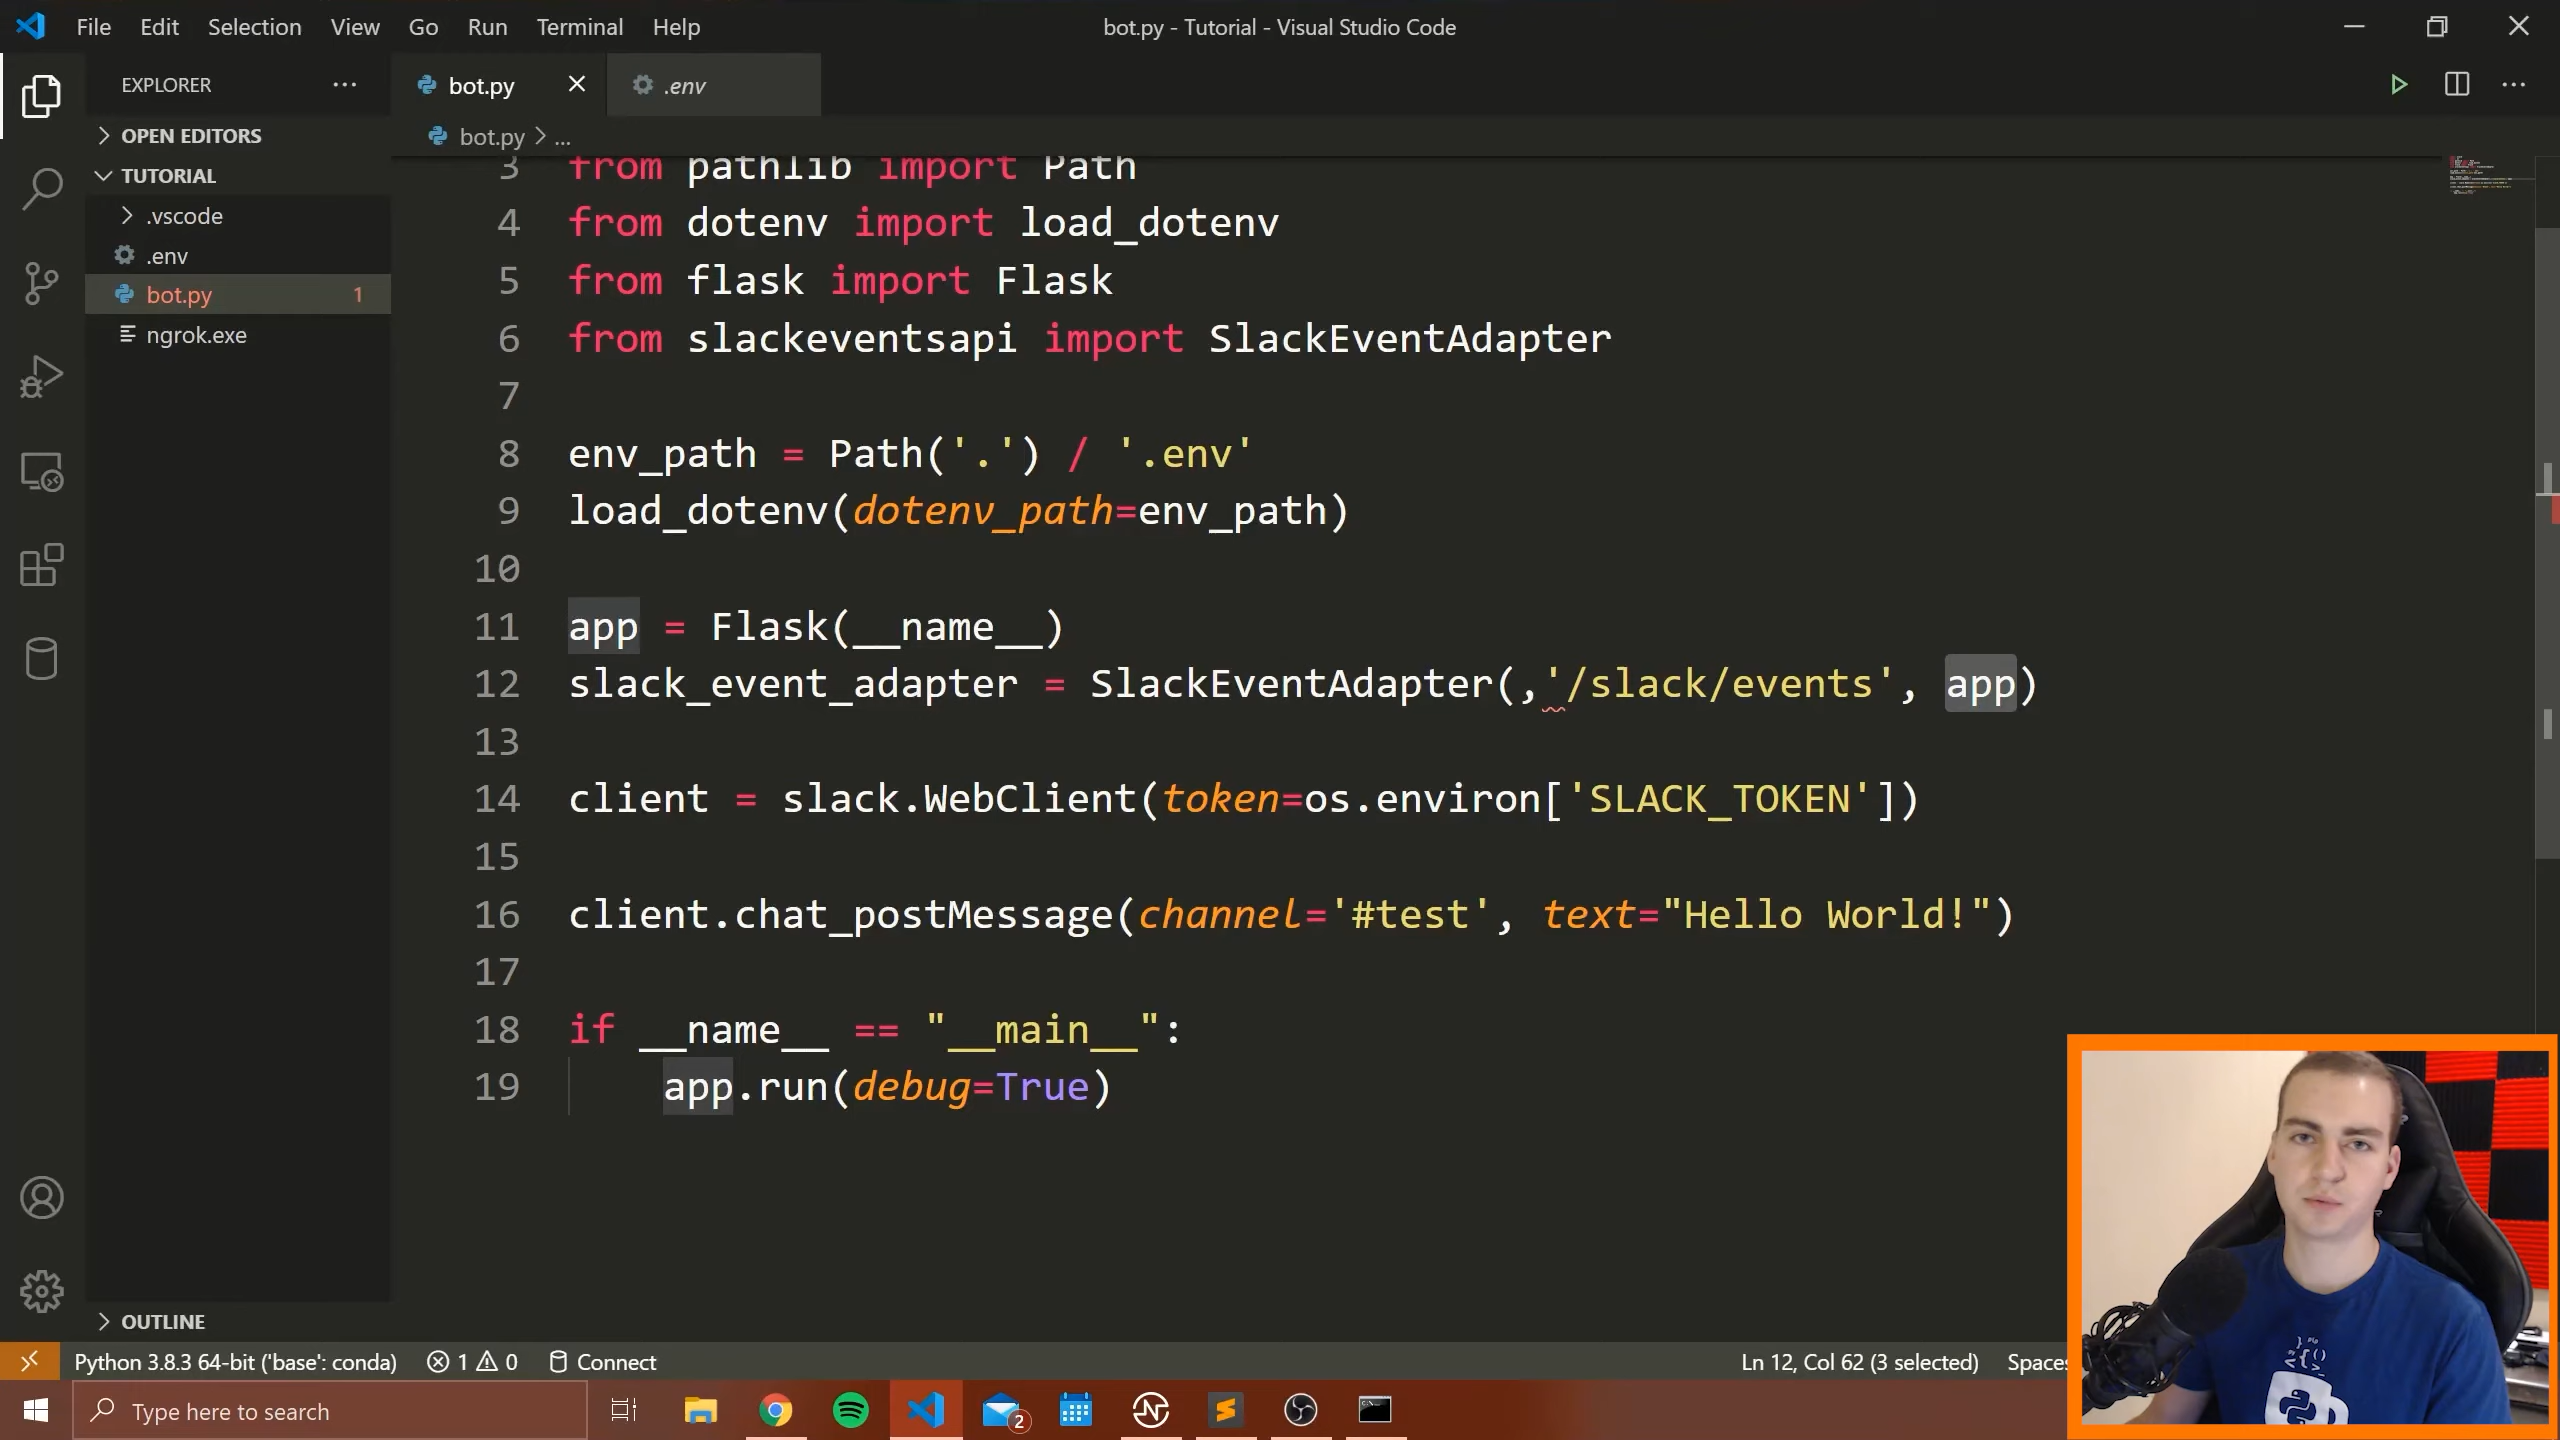 File Edit Selection View Go Run Terminal Help
bot.py - Tutorial - Visual Studio Code
EXPLORER
OPEN EDITORS
TUTORIAL
.vscode
.env
bot.py 1
ngrok.exe
OUTLINE
bot.py
.env
bot.py > ...
3 from pathlib import Path
4 from dotenv import load_dotenv
5 from flask import Flask
6 from slackeventsapi import SlackEventAdapter
7
8 env_path = Path('.') / '.env'
9 load_dotenv(dotenv_path=env_path)
10
11 app = Flask(__name__)
12 slack_event_adapter = SlackEventAdapter(,'/slack/events', app)
13
14 client = slack.WebClient(token=os.environ['SLACK_TOKEN'])
15
16 client.chat_postMessage(channel='#test', text="Hello World!")
17
18 if __name__ == "__main__":
19 app.run(debug=True)
Python 3.8.3 64-bit ('base': conda) 1 0 Connect
Ln 12, Col 62 (3 selected) Spaces
Type here to search
2